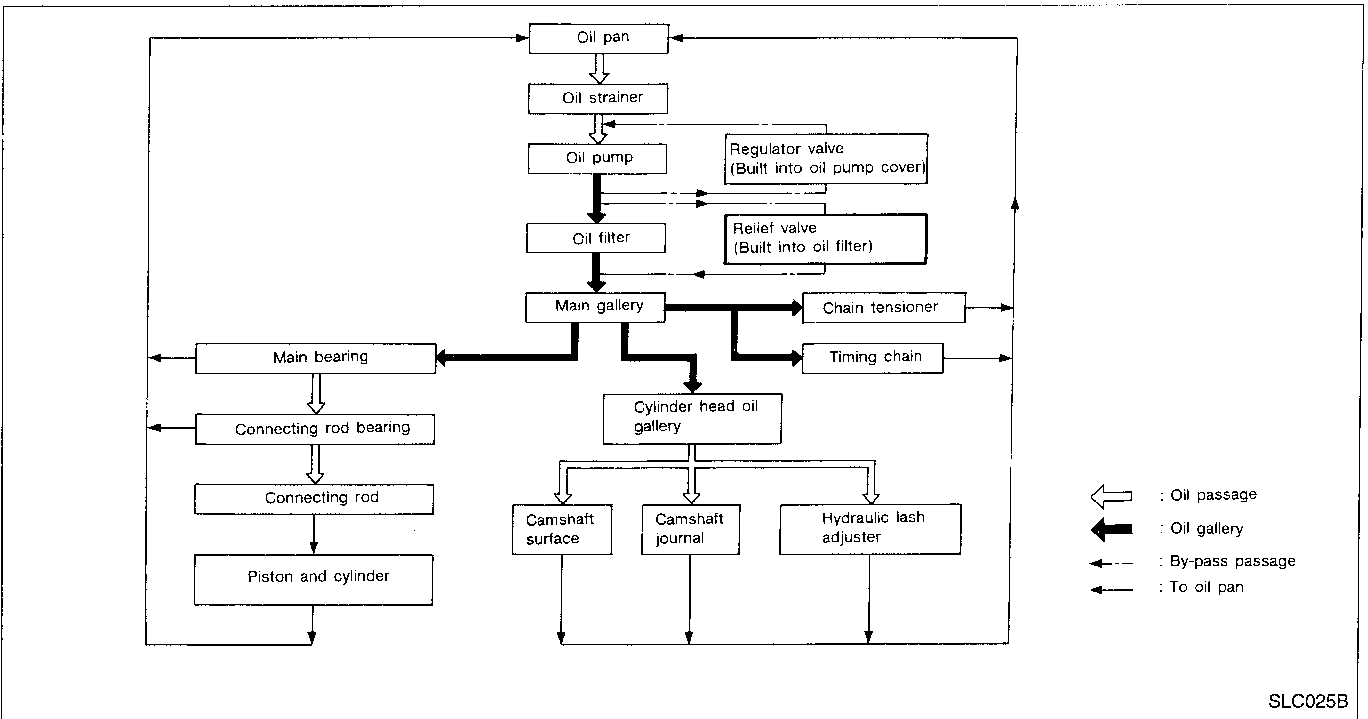 Oil pan
Oil strainer
Oil pump
Regulator valve
(Built into oil pump cover)
Oil filter
Relief valve
(Built into oil filter)
Main gallery
Chain tensioner
Main bearing
Timing chain
Cylinder head oil
gallery
Connecting rod bearing
Connecting rod
Camshaft
surface
Camshaft
journal
Hydraulic lash
adjuster
Piston and cylinder
: Oil passage
: Oil gallery
: By-pass passage
: To oil pan
SLC025B